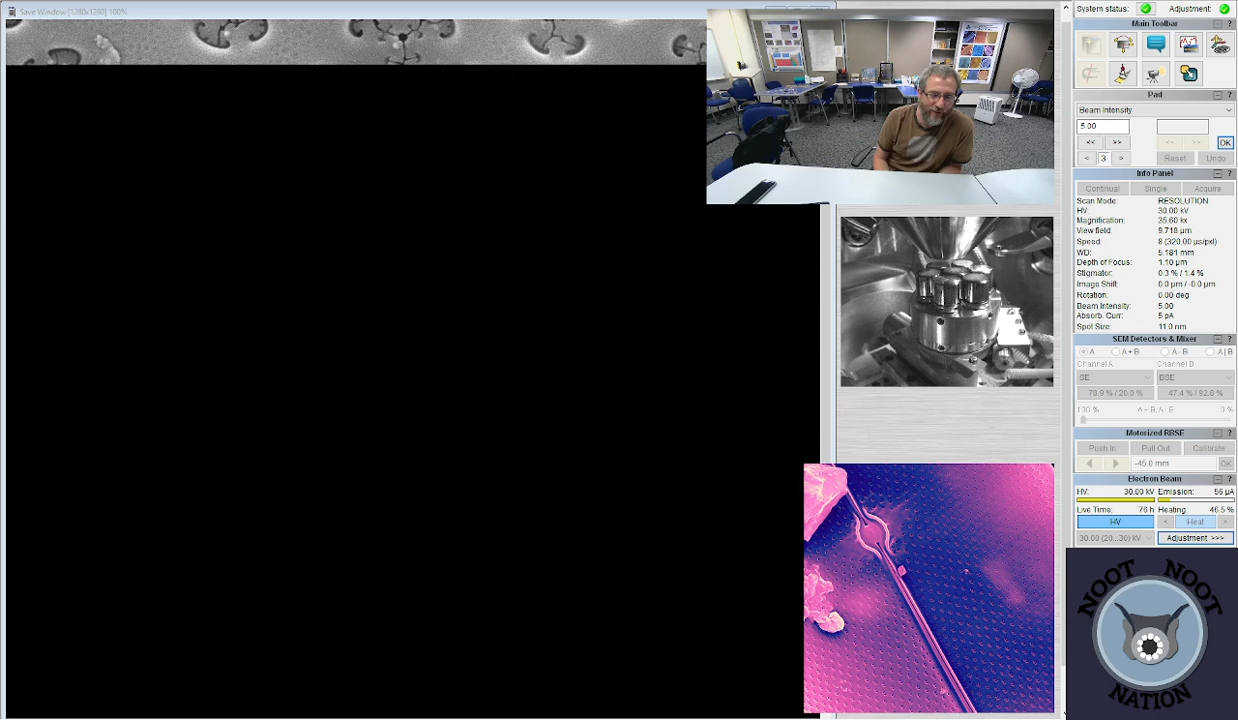 Save Window [1280x1280] 100%
System status: Adjustment:
Main Toolbar
Pad
Beam Intensity
5.00
<< >> << >> OK
< 3 > Reset Undo
Info Panel
Continual Single Acquire
Scan Mode: RESOLUTION
HV: 30.00 kV
Magnification: 35.60 kx
View field: 9.718 µm
Speed: 8 (320.00 µs/pxl)
WD: 5.181 mm
Depth of Focus: 1.10 µm
Stigmator: 0.3 % / 1.4 %
Image Shift: 0.0 µm / -0.0 µm
Rotation: 0.00 deg
Beam Intensity: 5.00
Absorb. Curr: 5 pA
Spot Size: 11.0 nm
SEM Detectors & Mixer
A A+B A-B A|B
Channel A Channel B
SE BSE
78.9 % / 20.0 % 47.4 % / 92.8 %
100 % A+B, A-B 0 %
Motorized RBSE
Push In Pull Out Calibrate
-45.0 mm OK
Electron Beam
HV: 30.00 kV Emission: 56 µA
Live Time: 76 h Heating: 46.5 %
HV < Heat >
30.00 (20...30) kV Adjustment >>>
NOOT NOOT
NATION